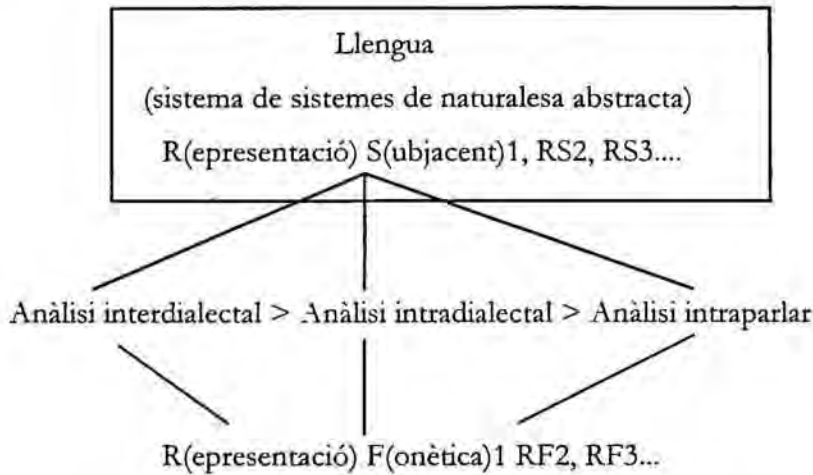 Llengua
(sistema de sistemes de naturalesa abstracta)
R(epresentació) S(ubjacent)1, RS2, RS3....
Anàlisi interdialectal > Anàlisi intradialectal > Anàlisi intraparlar
R(epresentació) F(onètica)1 RF2, RF3...